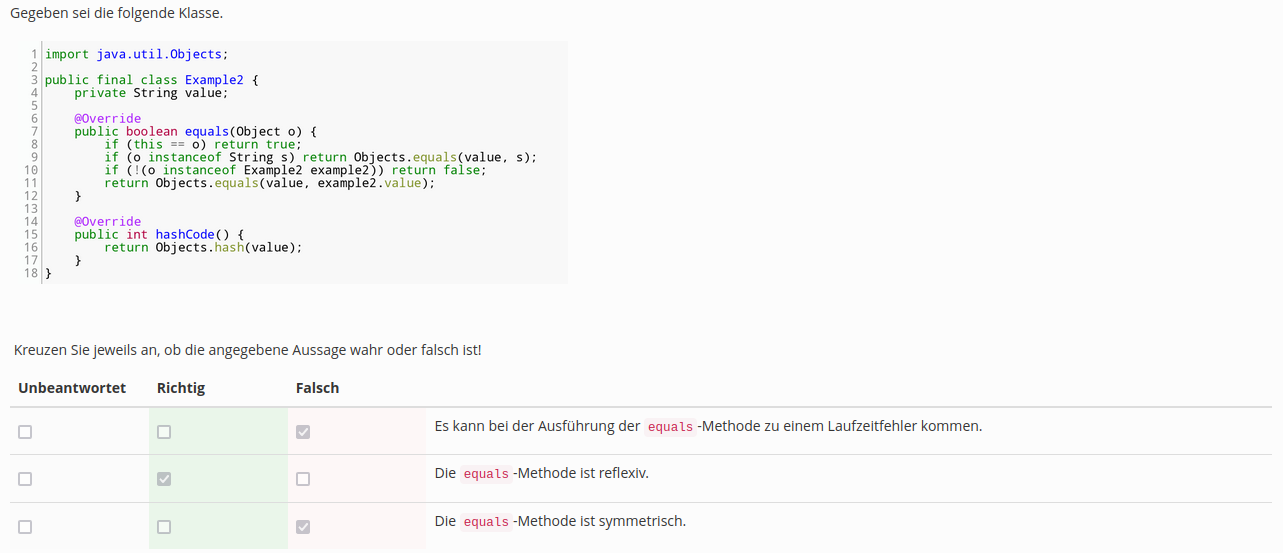 Gegeben sei die folgende Klasse.
1 import java.util.Objects;
2
3 public final class Example2 {
4     private String value;
5
6     @Override
7     public boolean equals(Object o) {
8         if (this == o) return true;
9         if (o instanceof String s) return Objects.equals(value, s);
10         if (!(o instanceof Example2 example2)) return false;
11         return Objects.equals(value, example2.value);
12     }
13
14     @Override
15     public int hashCode() {
16         return Objects.hash(value);
17     }
18 }
Kreuzen Sie jeweils an, ob die angegebene Aussage wahr oder falsch ist!
Unbeantwortet Richtig Falsch
Es kann bei der Ausführung der equals -Methode zu einem Laufzeitfehler kommen.
Die equals -Methode ist reflexiv.
Die equals -Methode ist symmetrisch.